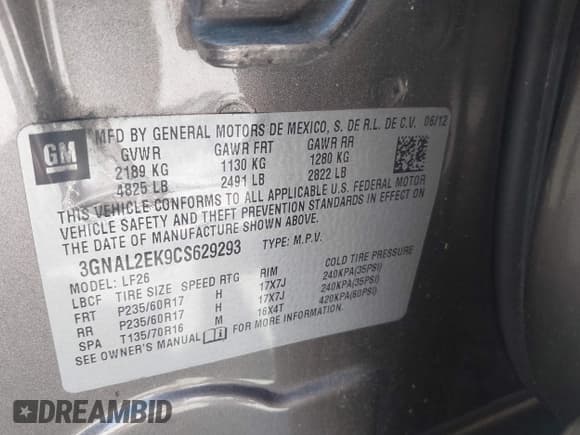 GM
MFD BY GENERAL MOTORS DE MEXICO, S. DE R.L. DE C.V. 06/12
GVWR GAWR FRT GAWR RR
2189 KG 1130 KG 1280 KG
4825 LB 2491 LB 2822 LB
THIS VEHICLE CONFORMS TO ALL APPLICABLE U.S. FEDERAL MOTOR
VEHICLE SAFETY AND THEFT PREVENTION STANDARDS IN EFFECT ON
THE DATE OF MANUFACTURE SHOWN ABOVE.
3GNAL2EK9CS629293 TYPE: M.P.V.
MODEL: LF26
LBCF TIRE SIZE SPEED RTG RIM COLD TIRE PRESSURE
FRT P235/60R17 H 17X7J 240KPA(35PSI)
RR P235/60R17 H 17X7J 240KPA(35PSI)
SPA T135/70R16 M 16X4T 420KPA(60PSI)
SEE OWNER'S MANUAL FOR MORE INFORMATION
DREAMBID